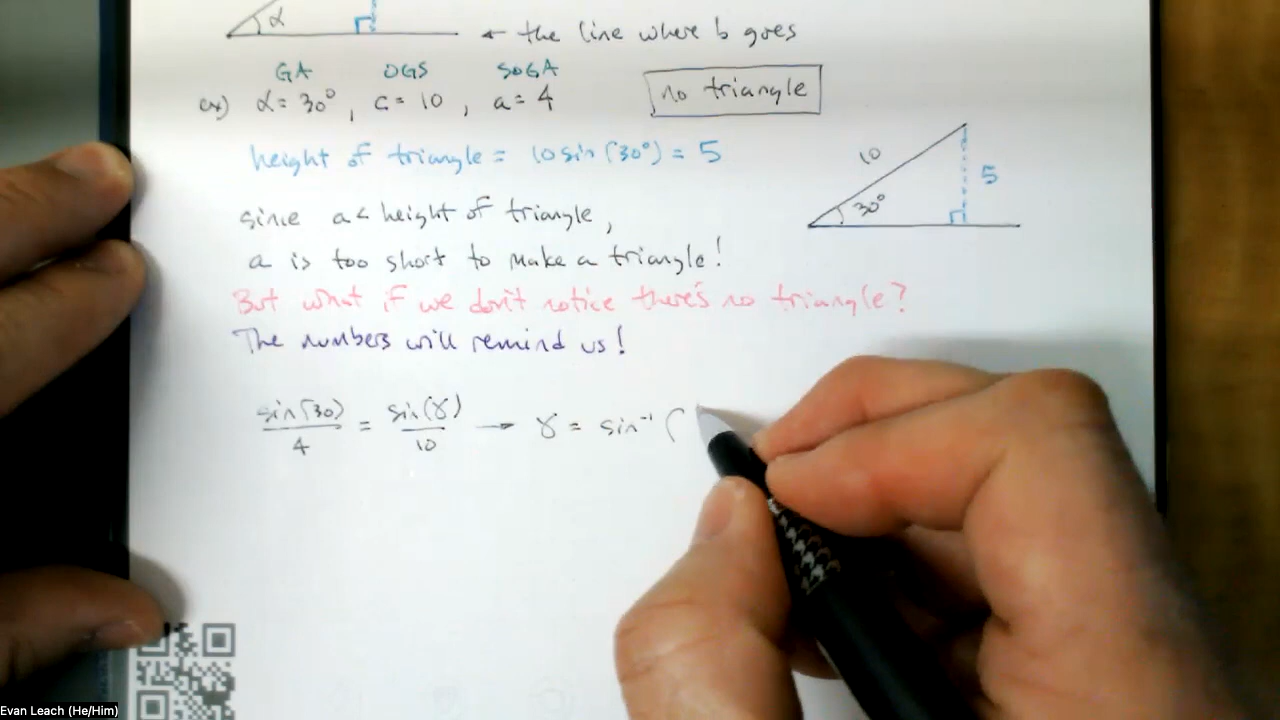 α
← the line where b goes
GA OGS SOGA
ex) α = 30°, c = 10, a = 4
no triangle
height of triangle = 10 sin(30°) = 5
10
5
30°
since a < height of triangle,
a is too short to make a triangle!
But what if we don't notice there's no triangle?
The numbers will remind us!
sin(30)/4 = sin(γ)/10 → γ = sin⁻¹(
Evan Leach (He/Him)